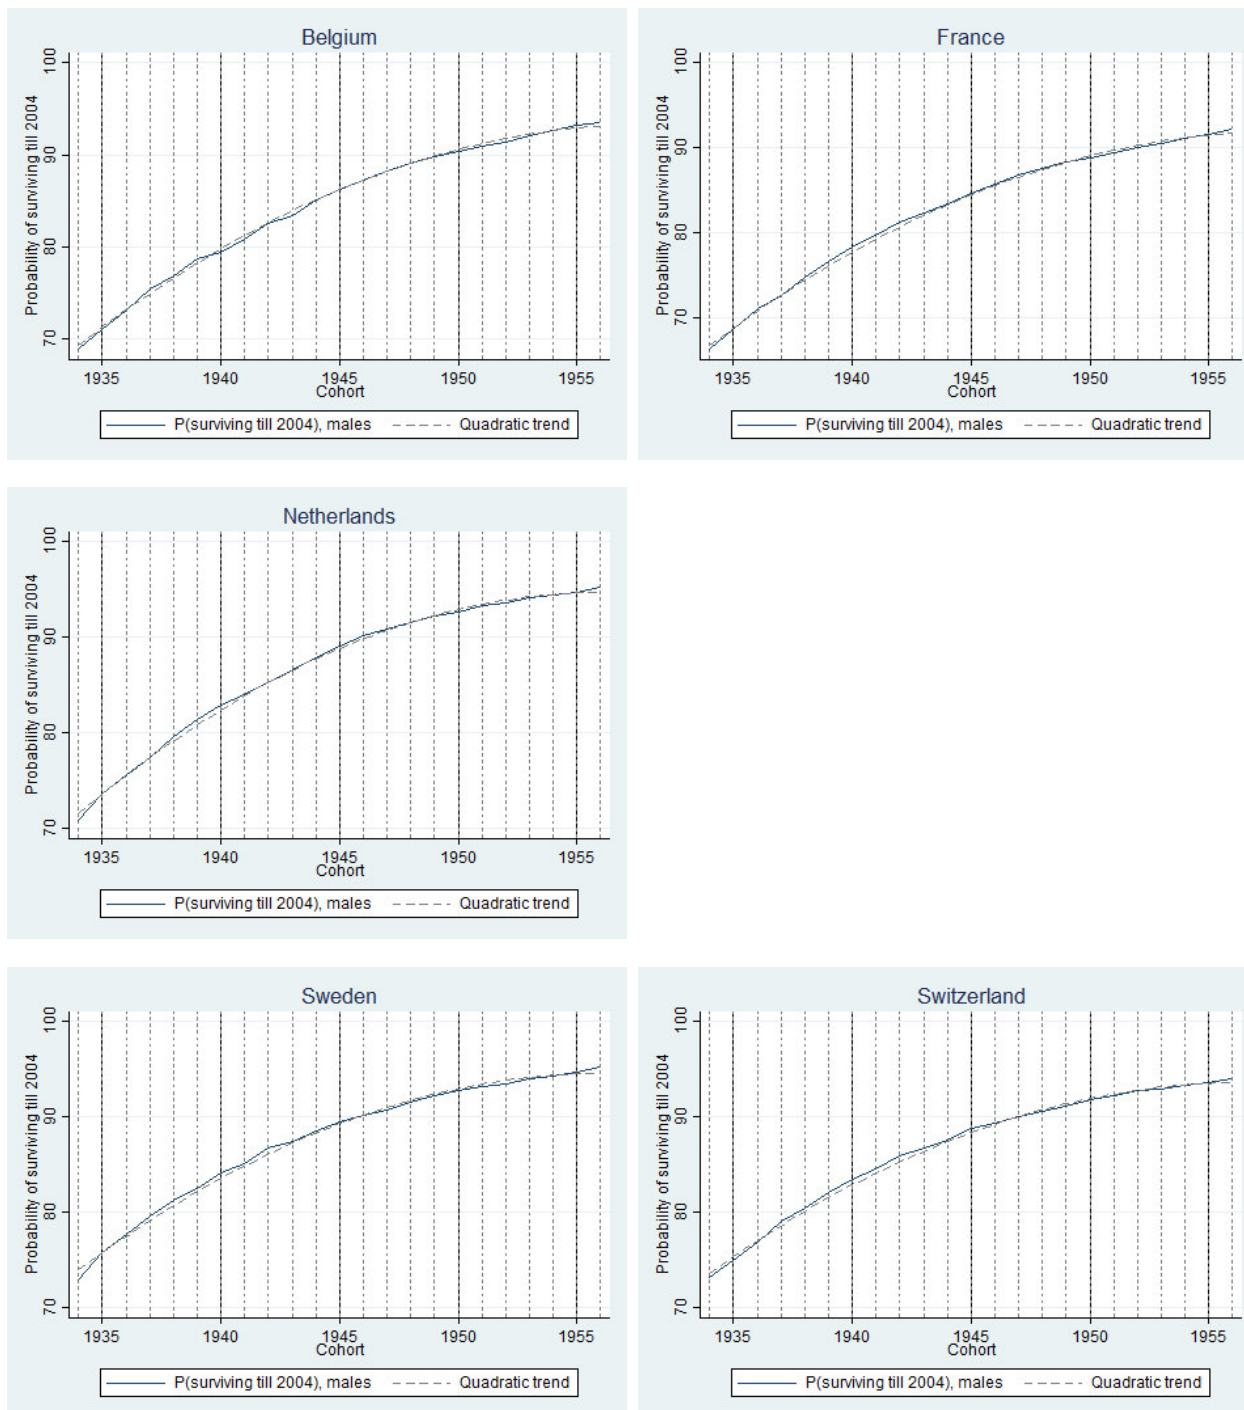 Belgium
Probability of surviving till 2004
100
90
80
70
1935 1940 1945 1950 1955
Cohort
P(surviving till 2004), males Quadratic trend
France
Probability of surviving till 2004
100
90
80
70
1935 1940 1945 1950 1955
Cohort
P(surviving till 2004), males Quadratic trend
Netherlands
Probability of surviving till 2004
100
90
80
70
1935 1940 1945 1950 1955
Cohort
P(surviving till 2004), males Quadratic trend
Sweden
Probability of surviving till 2004
100
90
80
70
1935 1940 1945 1950 1955
Cohort
P(surviving till 2004), males Quadratic trend
Switzerland
Probability of surviving till 2004
100
90
80
70
1935 1940 1945 1950 1955
Cohort
P(surviving till 2004), males Quadratic trend